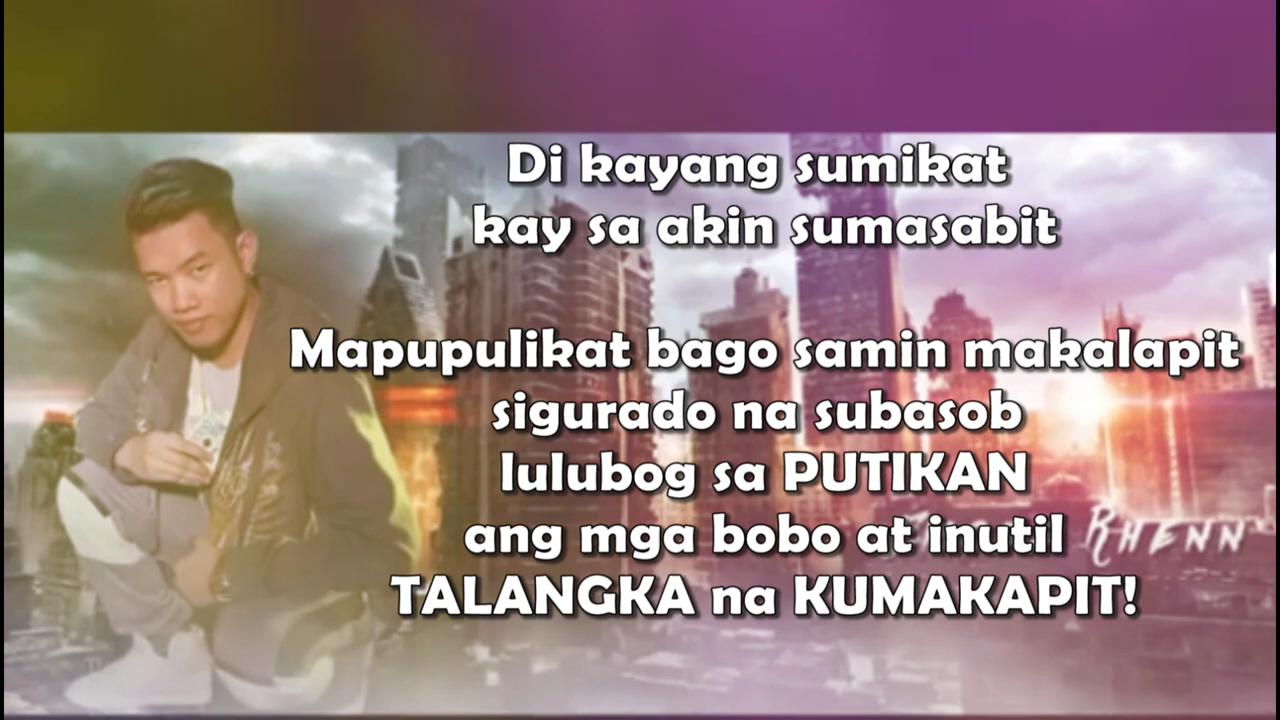 Di kayang sumikat
kay sa akin sumasabit
Mapupulikat bago samin makalapit
sigurado na subasob
lulubog sa PUTIKAN
ang mga bobo at inutil
TALANGKA na KUMAKAPIT!
Rhenn